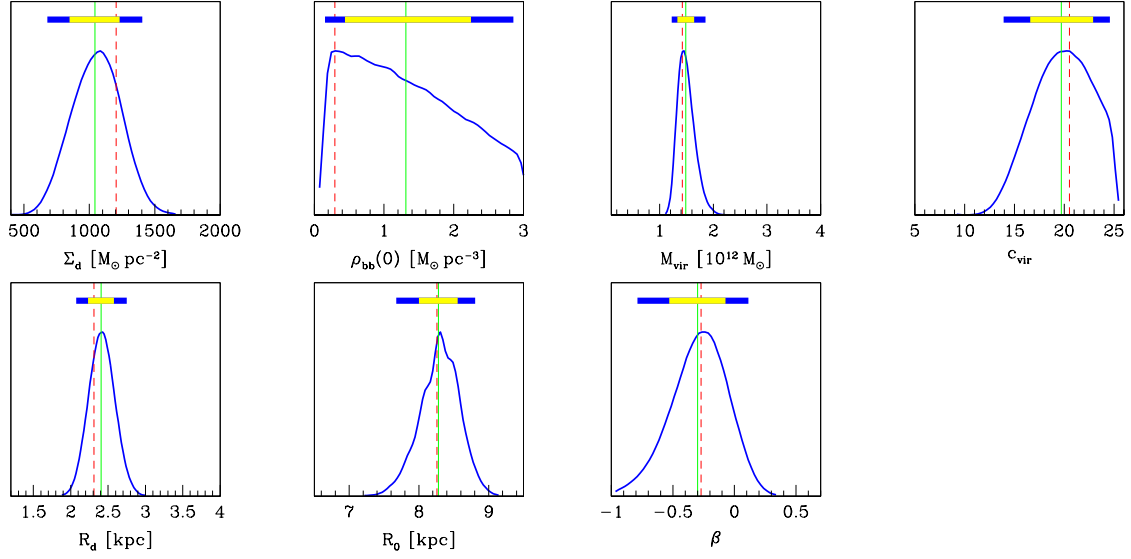 500 1000 1500 2000
Σd [M⊙ pc⁻²]
0 1 2 3
ρbb(0) [M⊙ pc⁻³]
0 1 2 3 4
Mvir [10¹² M⊙]
5 10 15 20 25
cvir
1.5 2 2.5 3 3.5 4
Rd [kpc]
7 8 9
R0 [kpc]
-1 -0.5 0 0.5
β